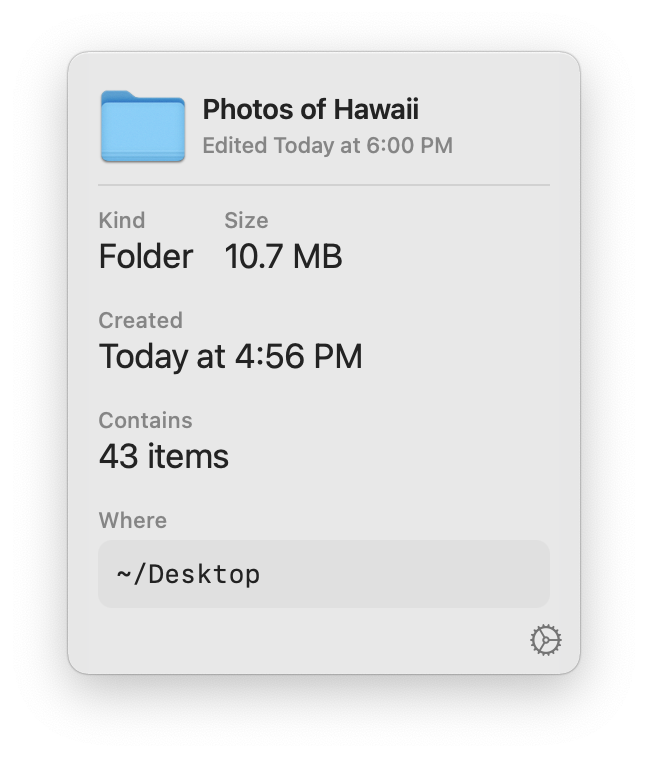 Photos of Hawaii
Edited Today at 6:00 PM
Kind Size
Folder 10.7 MB
Created
Today at 4:56 PM
Contains
43 items
Where
~/Desktop